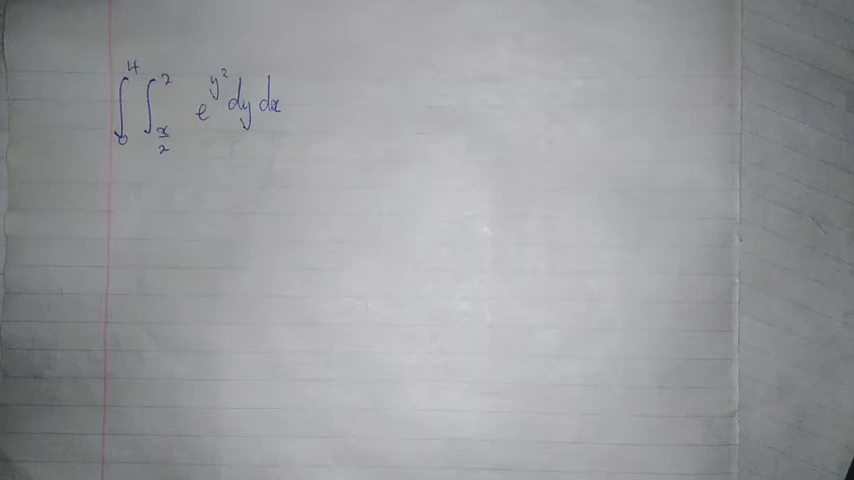 ∫₀⁴ ∫_{x/2}^{2} e^{y²} dy dx